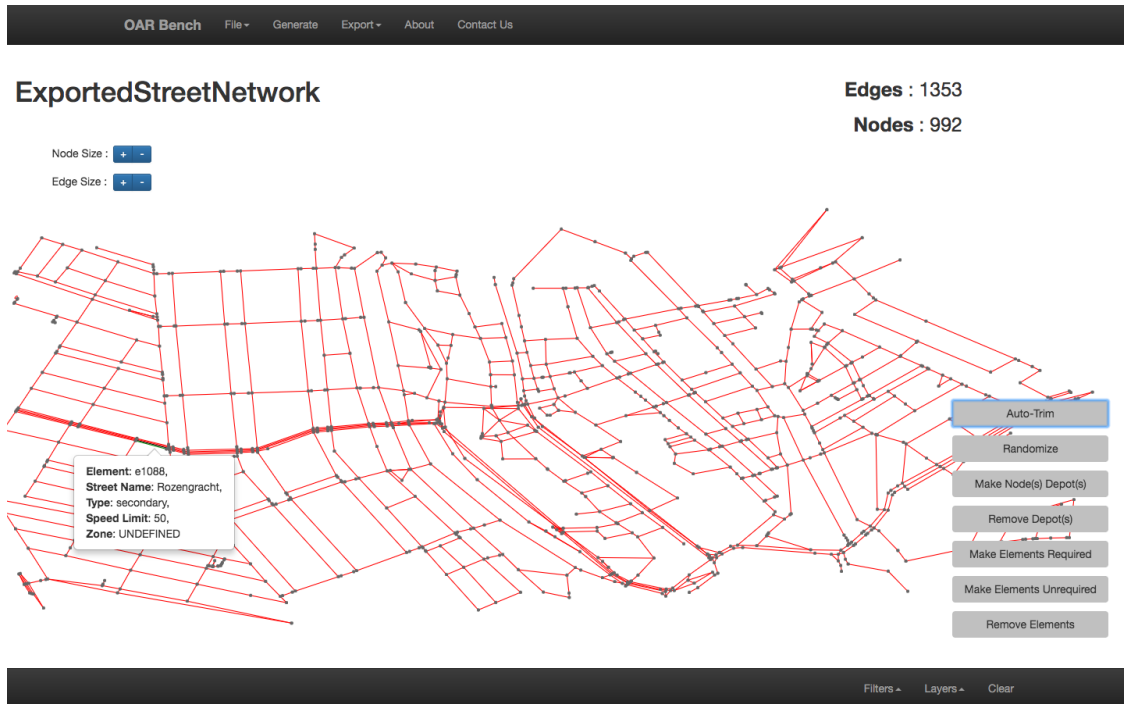 OAR Bench File Generate Export About Contact Us
ExportedStreetNetwork
Edges : 1353
Nodes : 992
Node Size : + -
Edge Size : + -
Element: e1088,
Street Name: Rozengracht,
Type: secondary,
Speed Limit: 50,
Zone: UNDEFINED
Auto-Trim
Randomize
Make Node(s) Depot(s)
Remove Depot(s)
Make Elements Required
Make Elements Unrequired
Remove Elements
Filters Layers Clear